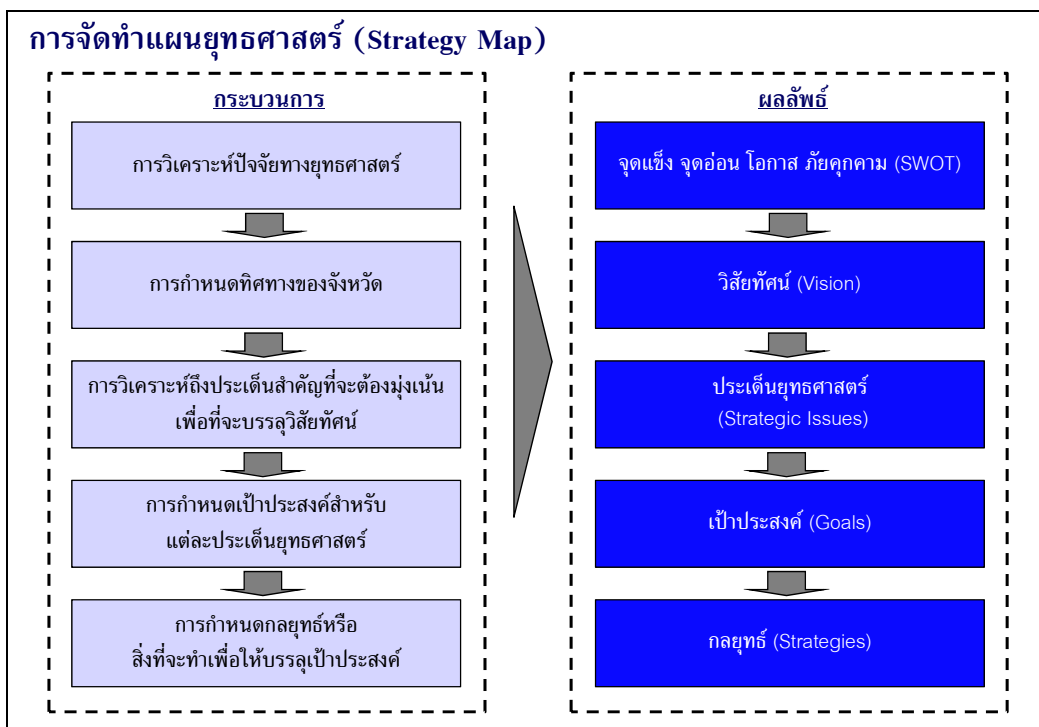 การจัดทำแผนยุทธศาสตร์ (Strategy Map)
กระบวนการ
การวิเคราะห์ปัจจัยทางยุทธศาสตร์
การกำหนดทิศทางของจังหวัด
การวิเคราะห์ถึงประเด็นสำคัญที่จะต้องมุ่งเน้น
เพื่อที่จะบรรลุวิสัยทัศน์
การกำหนดเป้าประสงค์สำหรับ
แต่ละประเด็นยุทธศาสตร์
การกำหนดกลยุทธ์หรือ
สิ่งที่จะทำเพื่อให้บรรลุเป้าประสงค์
ผลลัพธ์
จุดแข็ง จุดอ่อน โอกาส ภัยคุกคาม (SWOT)
วิสัยทัศน์ (Vision)
ประเด็นยุทธศาสตร์
(Strategic Issues)
เป้าประสงค์ (Goals)
กลยุทธ์ (Strategies)